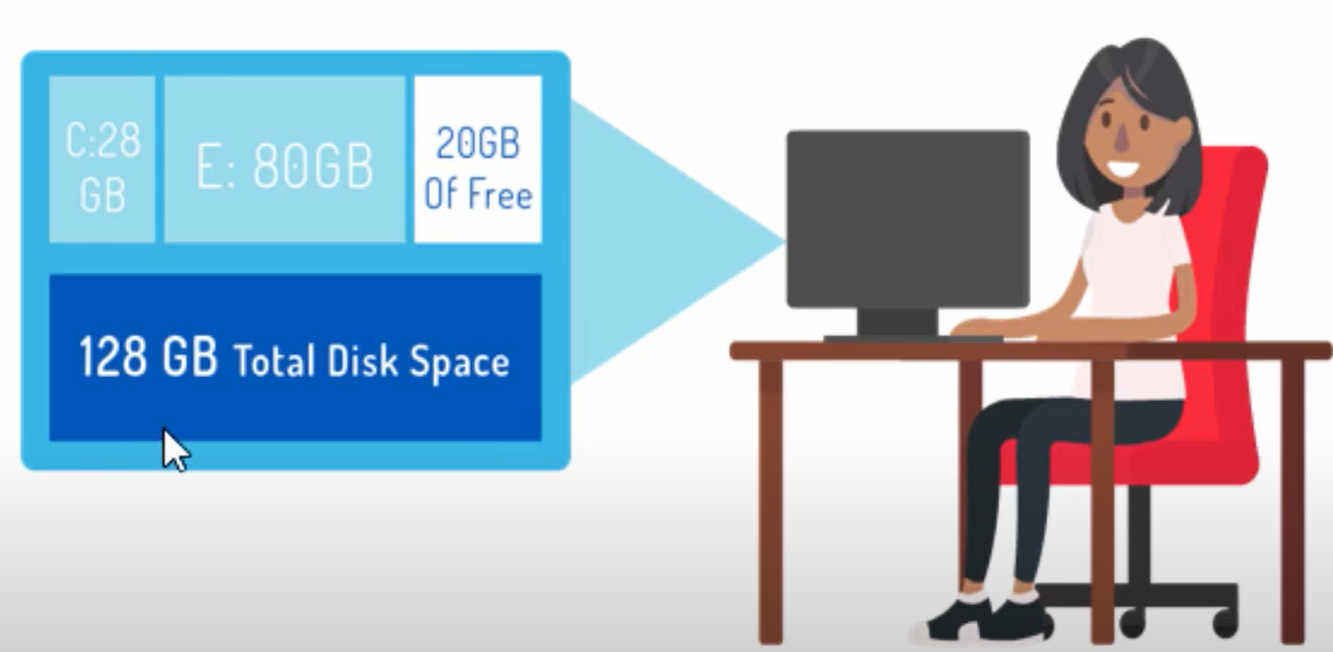 C:28
GB
E: 80GB
20GB
Of Free
128 GB Total Disk Space